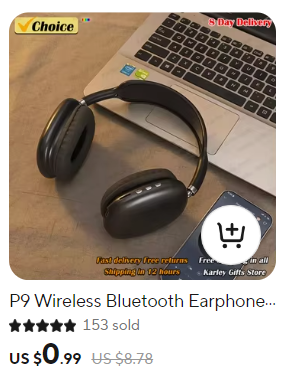 Choice
8 Day Delivery
Fast delivery Free returns
Shipping in 12 hours
Karley Gifts Store
P9 Wireless Bluetooth Earphone...
153 sold
US $0.99 US $8.78